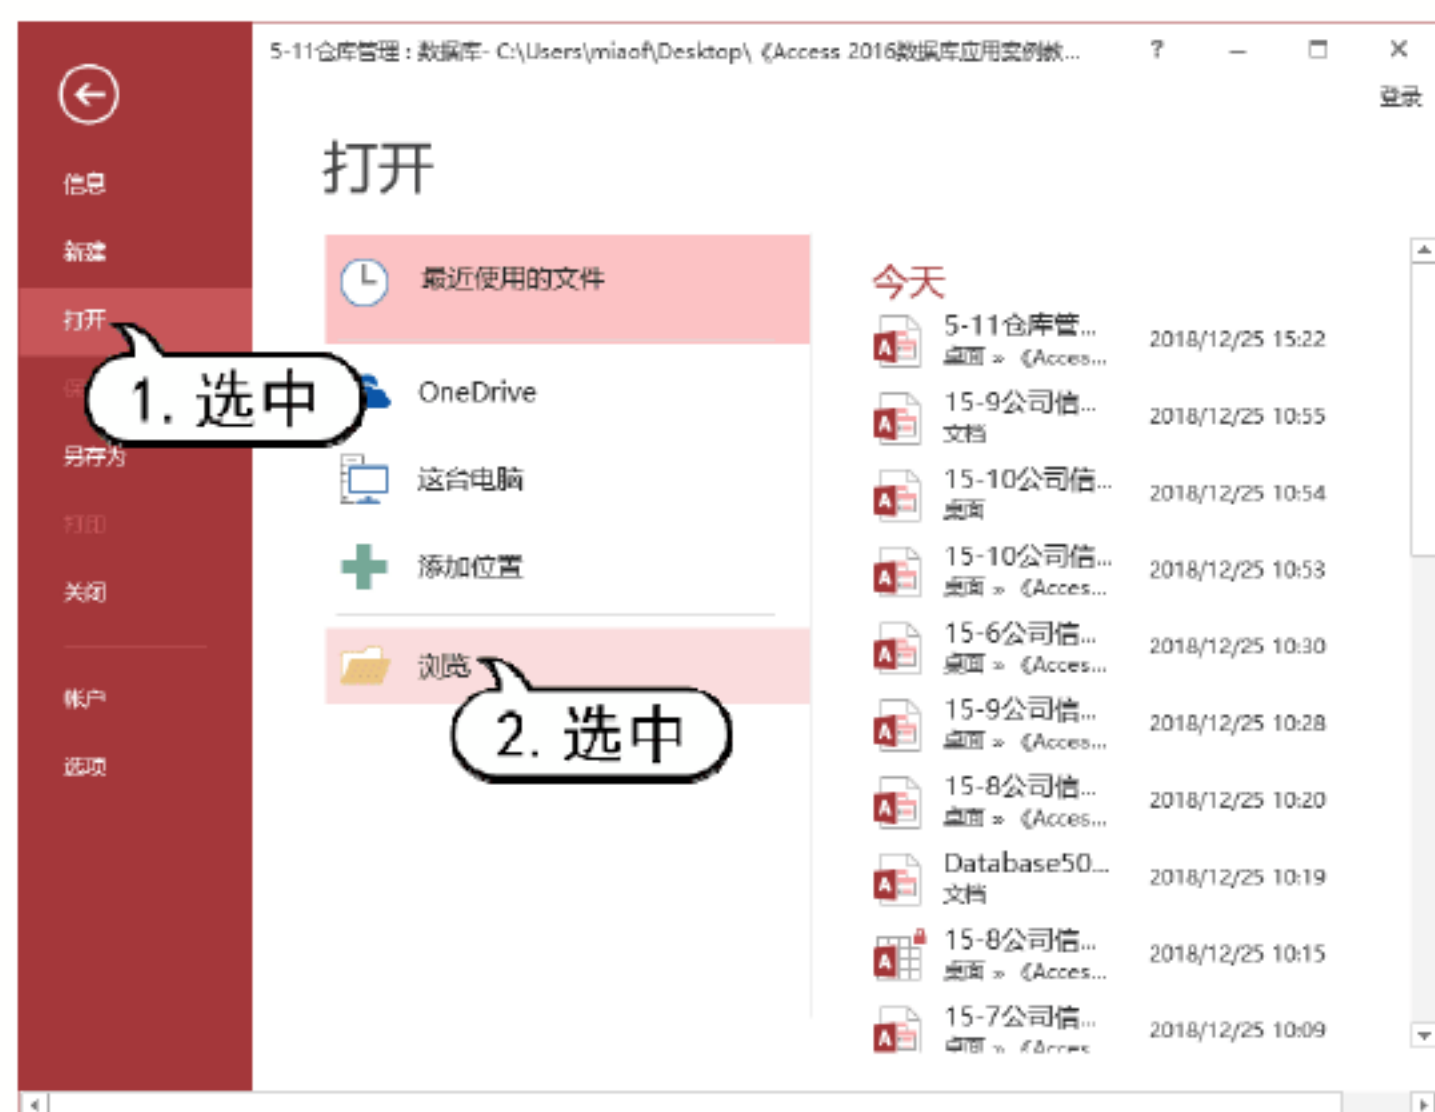 5-11仓库管理 : 数据库- C:\Users\miaof\Desktop\《Access 2016数据库应用案例教...
?
登录
打开
信息
新建
打开
1. 选中
另存为
打印
关闭
帐户
选项
最近使用的文件
OneDrive
这台电脑
添加位置
浏览
2. 选中
今天
5-11仓库管... 2018/12/25 15:22
桌面 » 《Acces...
15-9公司信... 2018/12/25 10:55
文档
15-10公司信... 2018/12/25 10:54
桌面
15-10公司信... 2018/12/25 10:53
桌面 » 《Acces...
15-6公司信... 2018/12/25 10:30
桌面 » 《Acces...
15-9公司信... 2018/12/25 10:28
桌面 » 《Acces...
15-8公司信... 2018/12/25 10:20
桌面 » 《Acces...
Database50... 2018/12/25 10:19
文档
15-8公司信... 2018/12/25 10:15
桌面 » 《Acces...
15-7公司信... 2018/12/25 10:09
桌面 » 《Acces